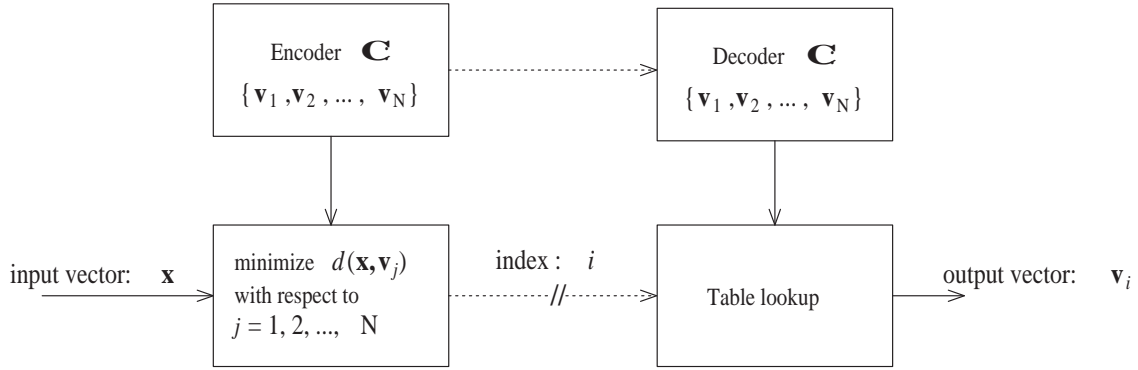 Encoder C
{v1 ,v2 , ... , vN}
Decoder C
{v1 ,v2 , ... , vN}
input vector: x
minimize d(x,vj)
with respect to
j = 1, 2, ..., N
index : i
//
Table lookup
output vector: vi